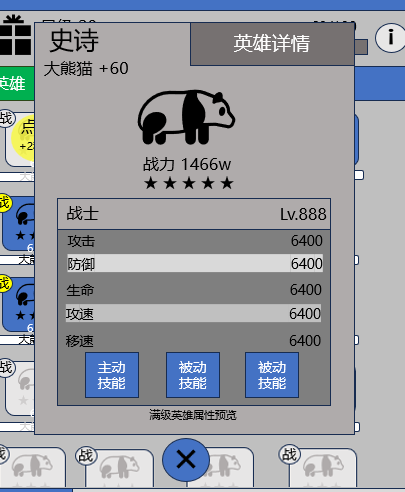 史诗
英雄详情
大熊猫 +60
英雄
战
点
战力 1466w
★★★★★
战士 Lv.888
攻击 6400
防御 6400
生命 6400
攻速 6400
移速 6400
主动
技能
被动
技能
被动
技能
满级英雄属性预览
战
战
战
战
战
战